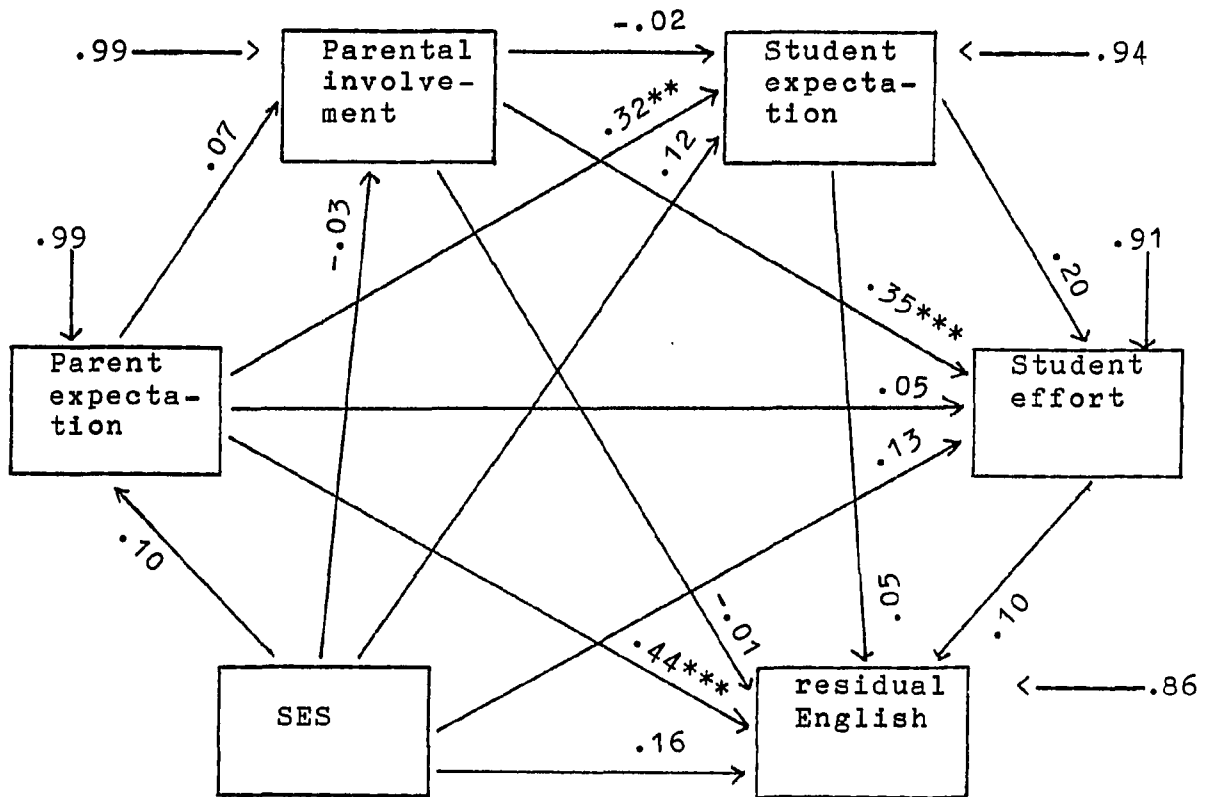 -.02
.99
Parental
involve-
ment
Student
expecta-
tion
.94
.32**
.12
.07
-.03
.99
.91
.20
.35***
Parent
expecta-
tion
Student
effort
.05
.13
.10
.05
.10
-.01
.44***
SES
residual
English
.86
.16